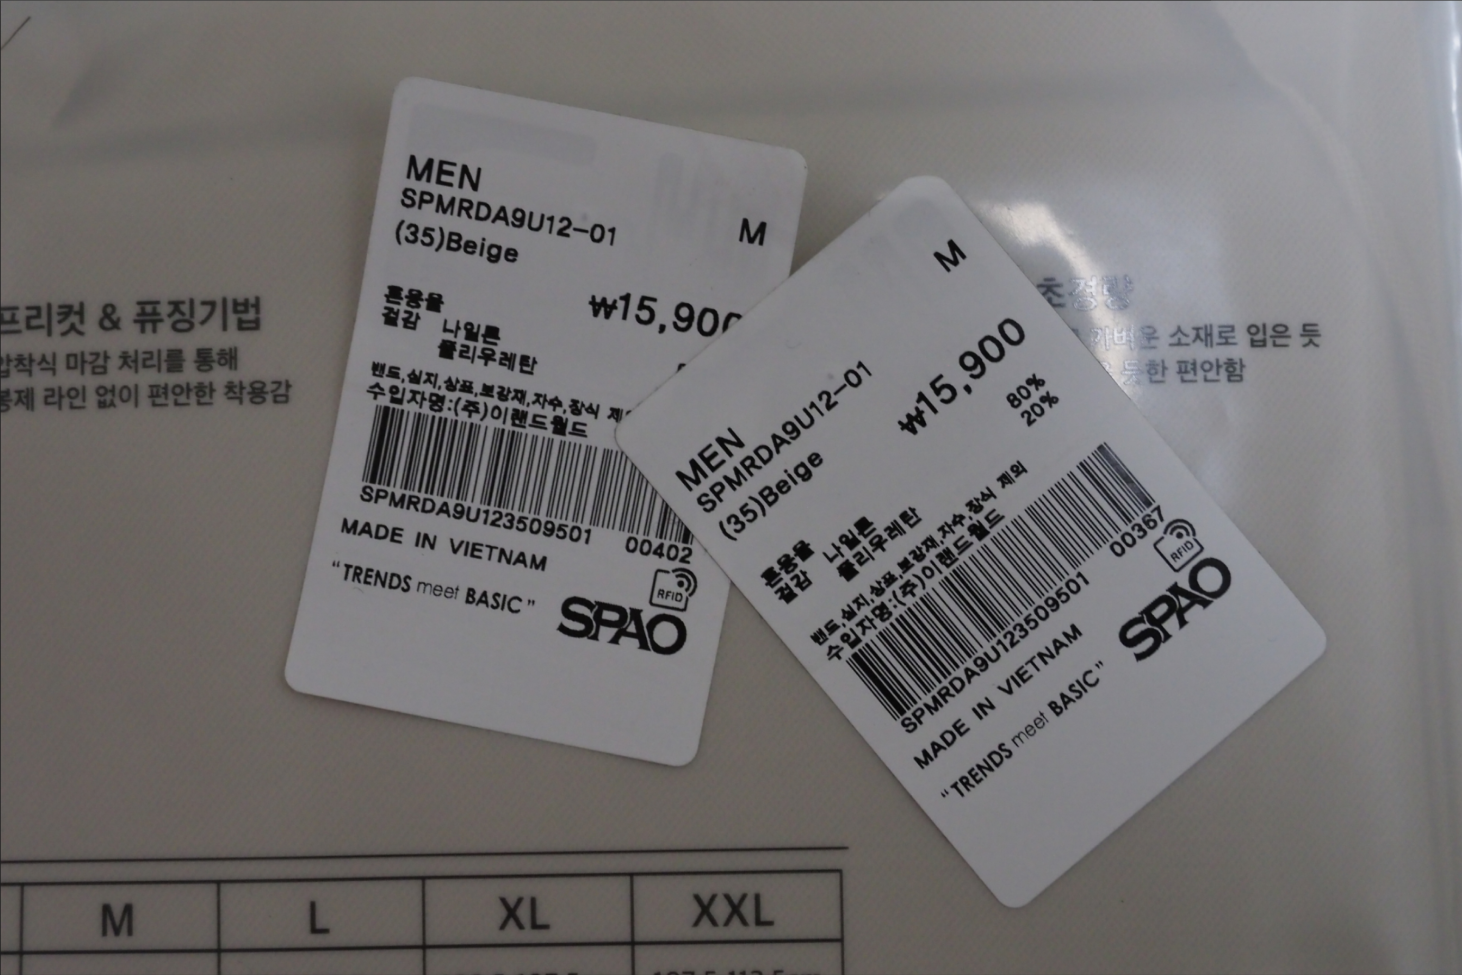 프리컷 & 퓨징기법
압착식 마감 처리를 통해
봉제 라인 없이 편안한 착용감
MEN
SPMRDA9U12-01
M
(35)Beige
₩15,900
혼용율
겉감 나일론
폴리우레탄
밴드,심지,상표,보강재,자수,장식 제
수입자명:(주)이랜드월드
SPMRDA9U123509501 00402
MADE IN VIETNAM
RFID
"TRENDS meet BASIC"
SPAO
M
MEN
SPMRDA9U12-01
(35)Beige
₩15,900
혼용율
겉감 나일론 80%
폴리우레탄 20%
밴드,심지,상표,보강재,자수,장식 제외
수입자명:(주)이랜드월드
SPMRDA9U123509501 00367
MADE IN VIETNAM
RFID
"TRENDS meet BASIC"
SPAO
초경량
가벼운 소재로 입은 듯
듯한 편안함
M L XL XXL